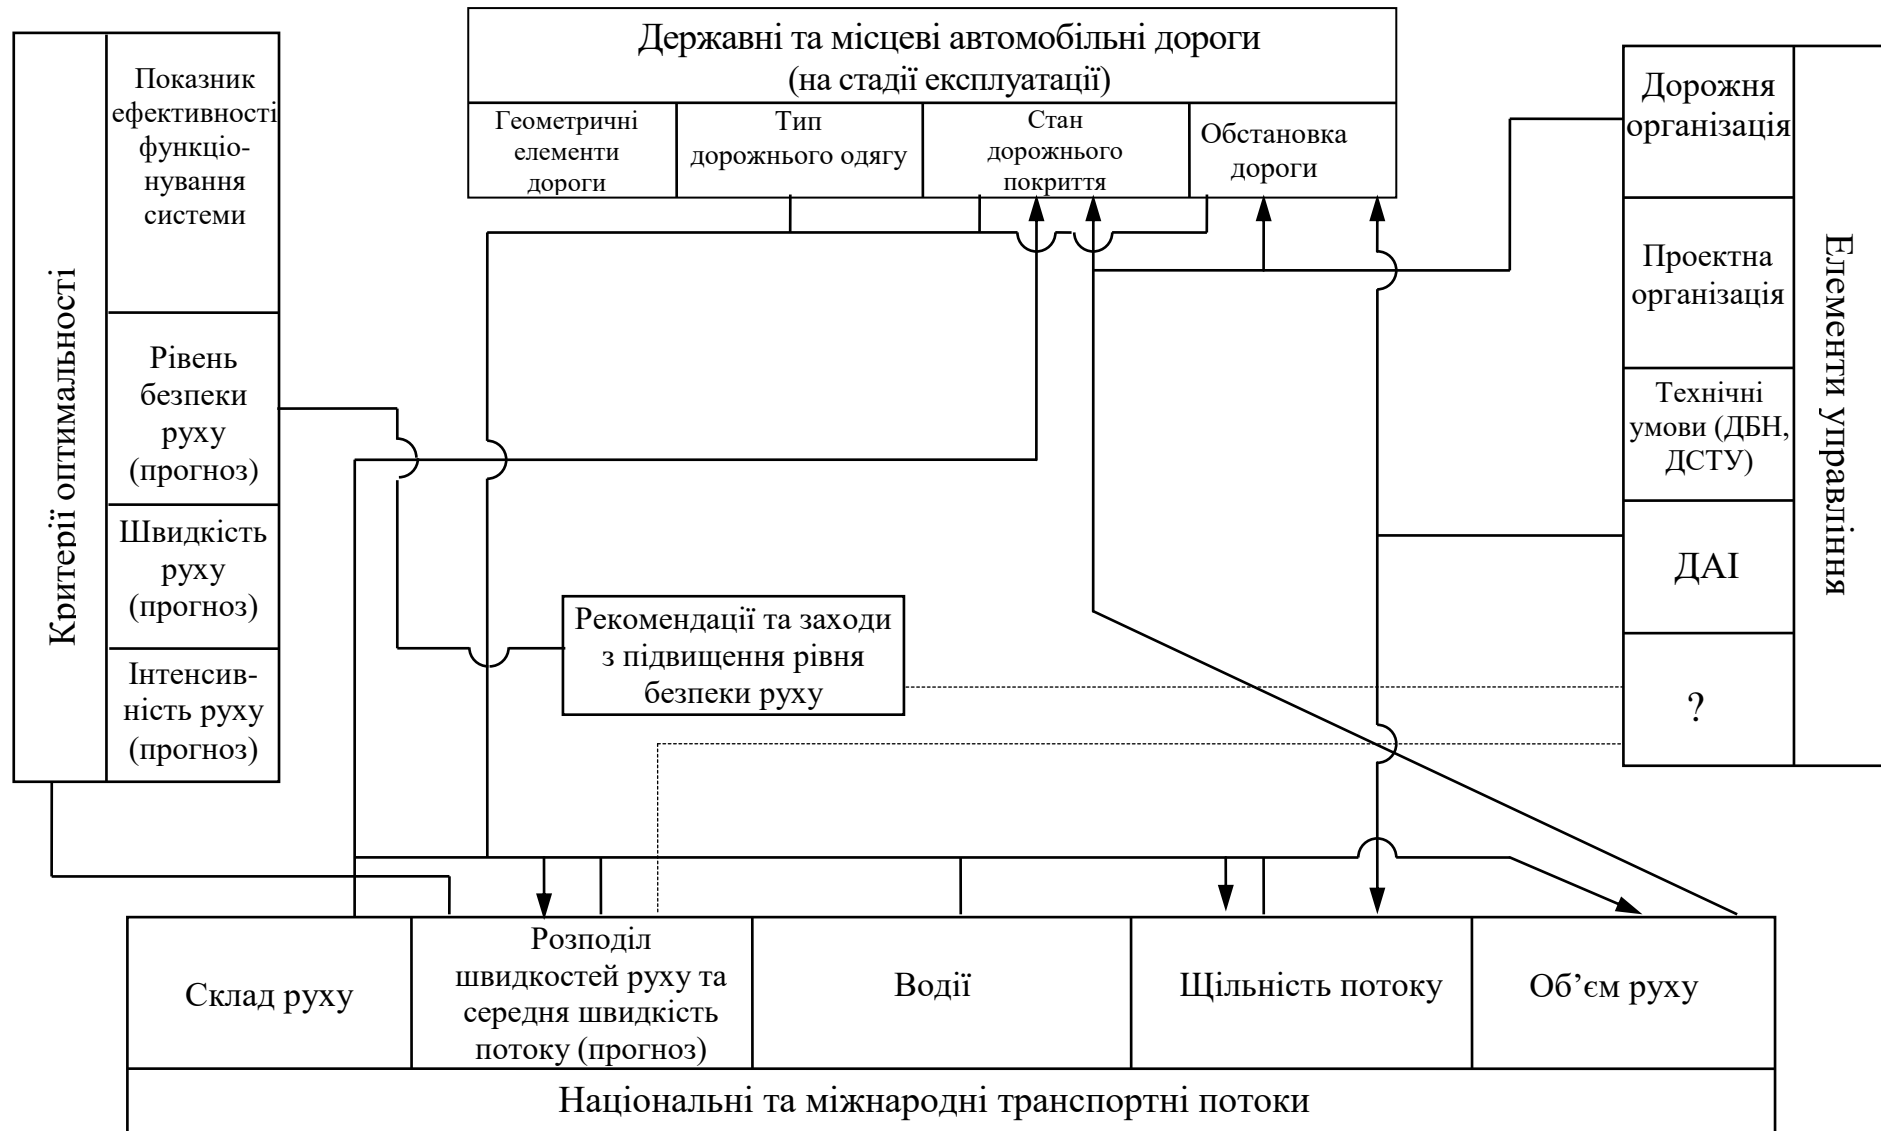 Державні та місцеві автомобільні дороги
(на стадії експлуатації)
Геометричні
елементи
дороги
Тип
дорожнього одягу
Стан
дорожнього
покриття
Обстановка
дороги
Критерії оптимальності
Показник
ефективності
функціо-
нування
системи
Рівень
безпеки
руху
(прогноз)
Швидкість
руху
(прогноз)
Інтенсив-
ність руху
(прогноз)
Рекомендації та заходи
з підвищення рівня
безпеки руху
Дорожня
організація
Проектна
організація
Технічні
умови (ДБН,
ДСТУ)
ДАІ
?
Елементи управління
Склад руху
Розподіл
швидкостей руху та
середня швидкість
потоку (прогноз)
Водії
Щільність потоку
Об’єм руху
Національні та міжнародні транспортні потоки